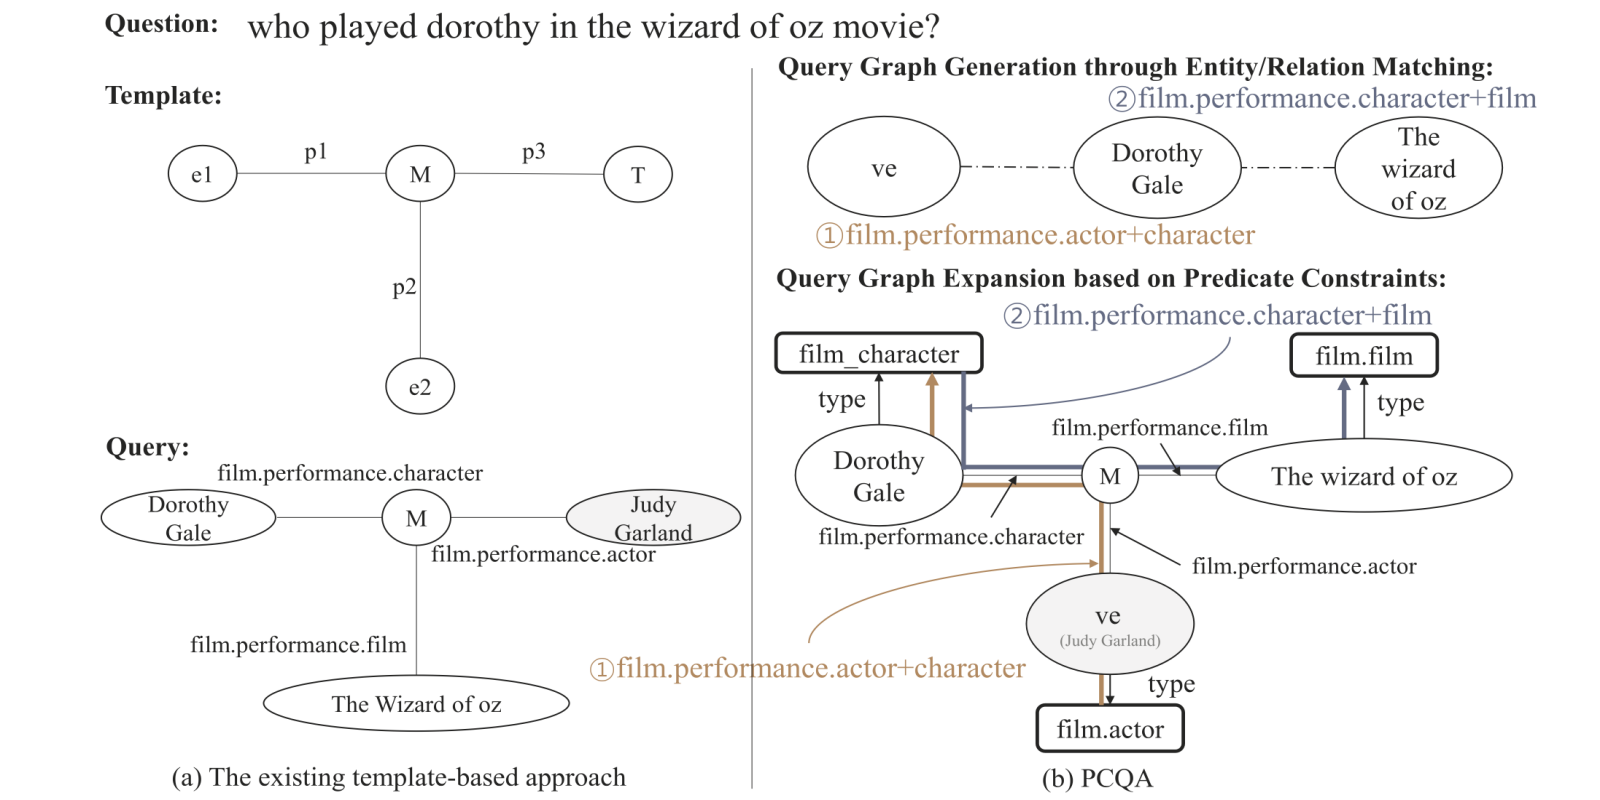 Question: who played dorothy in the wizard of oz movie?
Template:
e1
p1
M
p3
T
p2
e2
Query:
film.performance.character
Dorothy
Gale
M
Judy
Garland
film.performance.actor
film.performance.film
The Wizard of oz
(a) The existing template-based approach
Query Graph Generation through Entity/Relation Matching:
②film.performance.character+film
ve
Dorothy
Gale
The
wizard
of oz
①film.performance.actor+character
Query Graph Expansion based on Predicate Constraints:
②film.performance.character+film
film_character
film.film
type
type
film.performance.film
Dorothy
Gale
M
The wizard of oz
film.performance.character
film.performance.actor
ve
(Judy Garland)
①film.performance.actor+character
type
film.actor
(b) PCQA